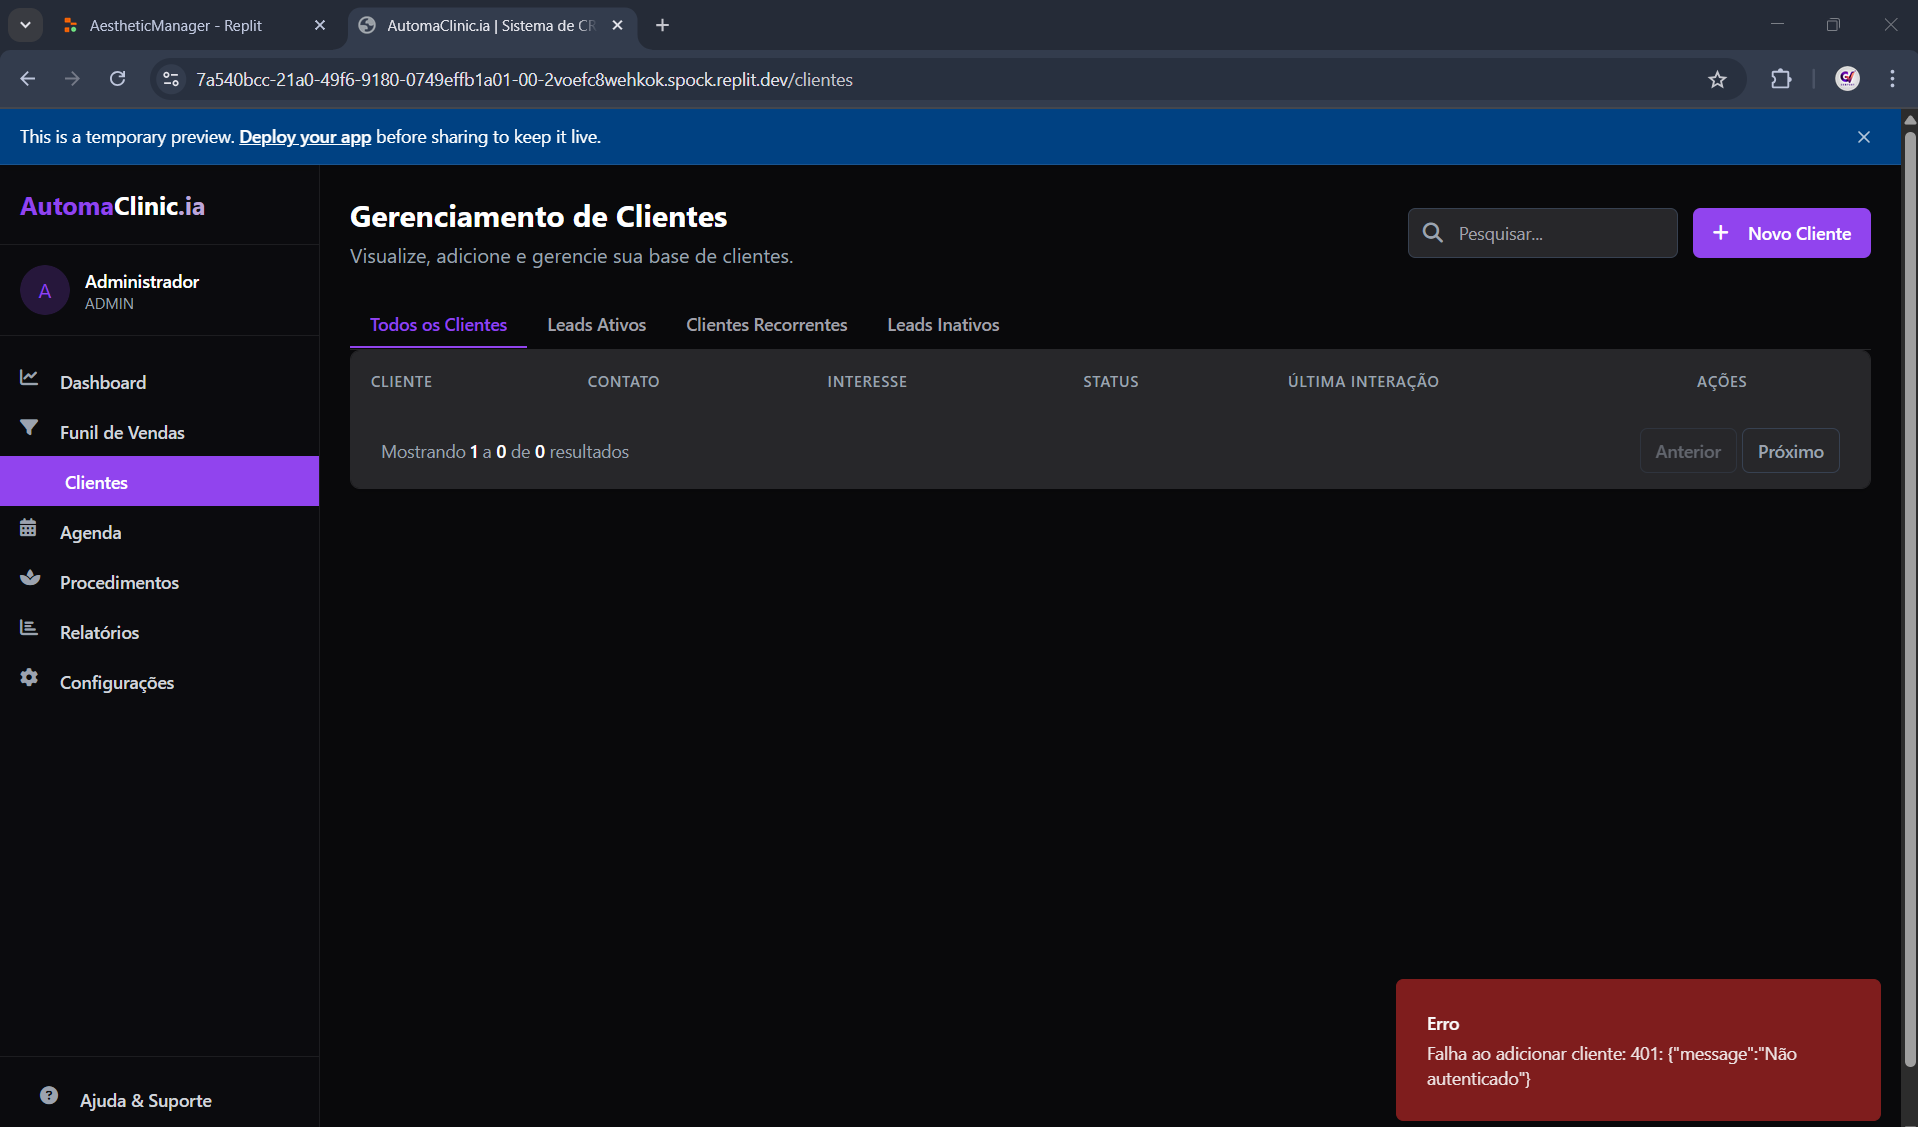 AestheticManager - Replit
AutomaClinic.ia | Sistema de CR
7a540bcc-21a0-49f6-9180-0749effb1a01-00-2voefc8wehkok.spock.replit.dev/clientes
This is a temporary preview. Deploy your app before sharing to keep it live.
AutomaClinic.ia
A
Administrador
ADMIN
Dashboard
Funil de Vendas
Clientes
Agenda
Procedimentos
Relatórios
Configurações
Ajuda & Suporte
Gerenciamento de Clientes
Visualize, adicione e gerencie sua base de clientes.
Pesquisar...
Novo Cliente
Todos os Clientes Leads Ativos Clientes Recorrentes Leads Inativos
CLIENTE CONTATO INTERESSE STATUS ÚLTIMA INTERAÇÃO AÇÕES
Mostrando 1 a 0 de 0 resultados
Anterior Próximo
Erro
Falha ao adicionar cliente: 401: {"message":"Não
autenticado"}